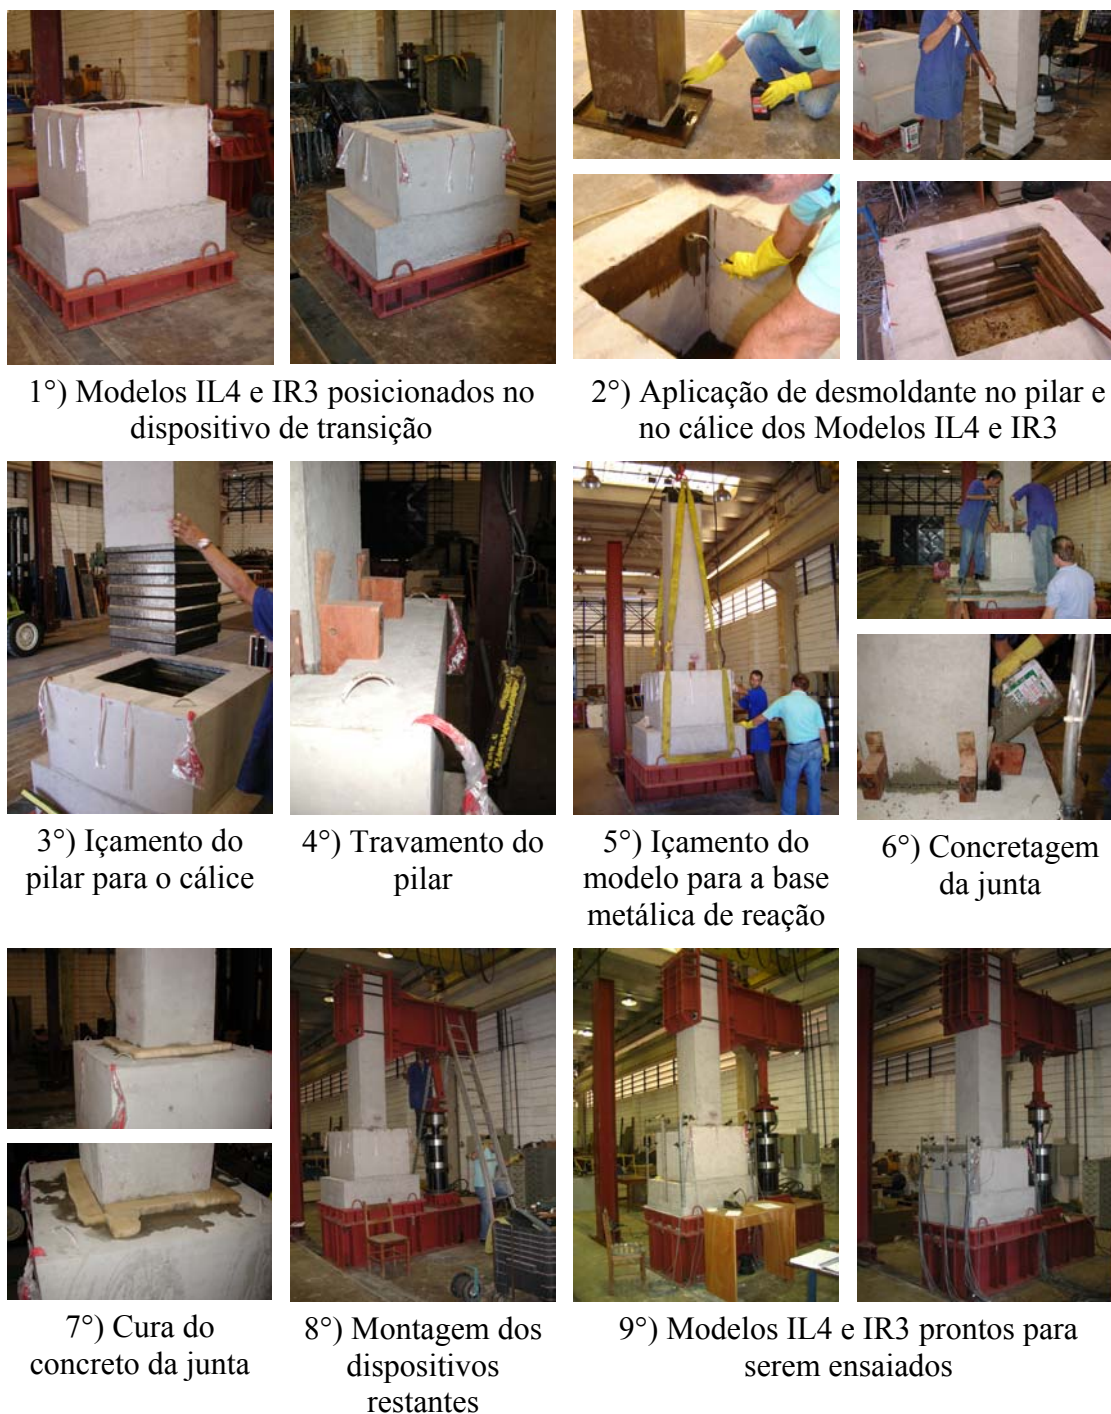 1°) Modelos IL4 e IR3 posicionados no
dispositivo de transição
2°) Aplicação de desmoldante no pilar e
no cálice dos Modelos IL4 e IR3
3°) Içamento do
pilar para o cálice
4°) Travamento do
pilar
5°) Içamento do
modelo para a base
metálica de reação
6°) Concretagem
da junta
7°) Cura do
concreto da junta
8°) Montagem dos
dispositivos
restantes
9°) Modelos IL4 e IR3 prontos para
serem ensaiados